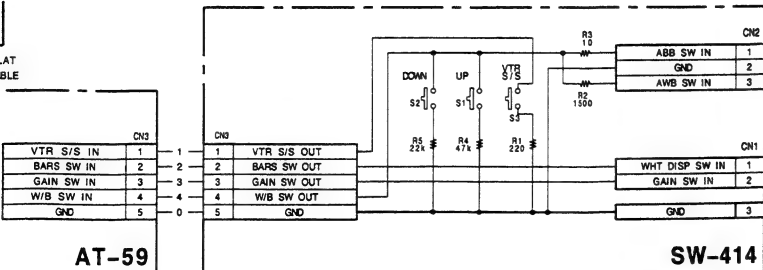 LAT
BLE
R3
10
CN2
ABB SW IN 1
GND 2
AWB SW IN 3
R2
1500
DOWN
UP
VTR
S/S
S2
S1
S3
R5
22k
R4
47k
R1
220
CN3
VTR S/S IN 1
BARS SW IN 2
GAIN SW IN 3
W/B SW IN 4
GND 5
1
2
3
4
0
CN3
1 VTR S/S OUT
2 BARS SW OUT
3 GAIN SW OUT
4 W/B SW OUT
5 GND
CN1
WHT DISP SW IN 1
GAIN SW IN 2
GND 3
AT-59
SW-414